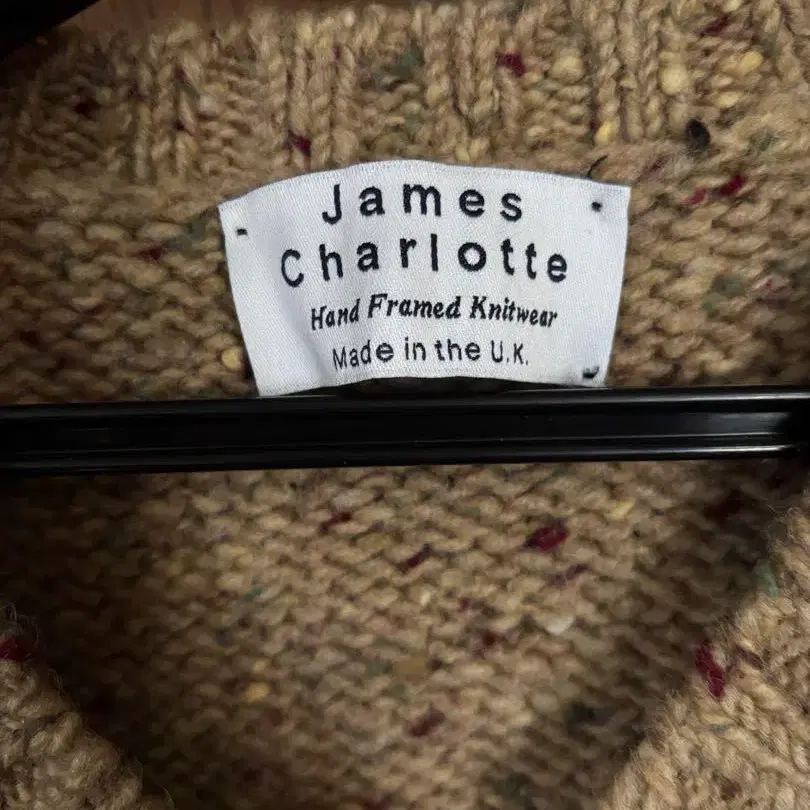 James
Charlotte
Hand Framed Knitwear
Made in the U.K.